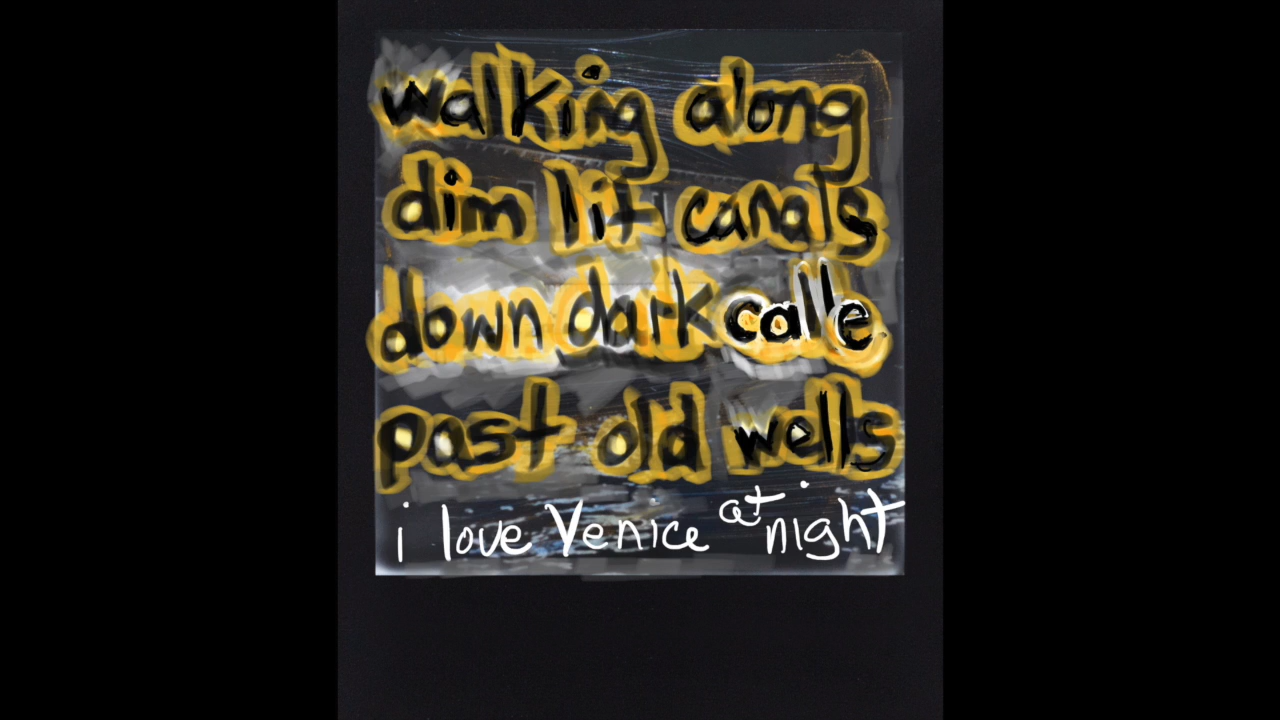 walking along
dim lit canals
down dark calle
past old wells
i love Venice at night